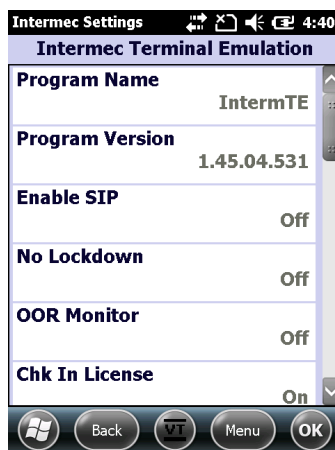 Intermec Settings 4:40
Intermec Terminal Emulation
Program Name
IntermTE
Program Version
1.45.04.531
Enable SIP
Off
No Lockdown
Off
OOR Monitor
Off
Chk In License
On
Back VT Menu OK